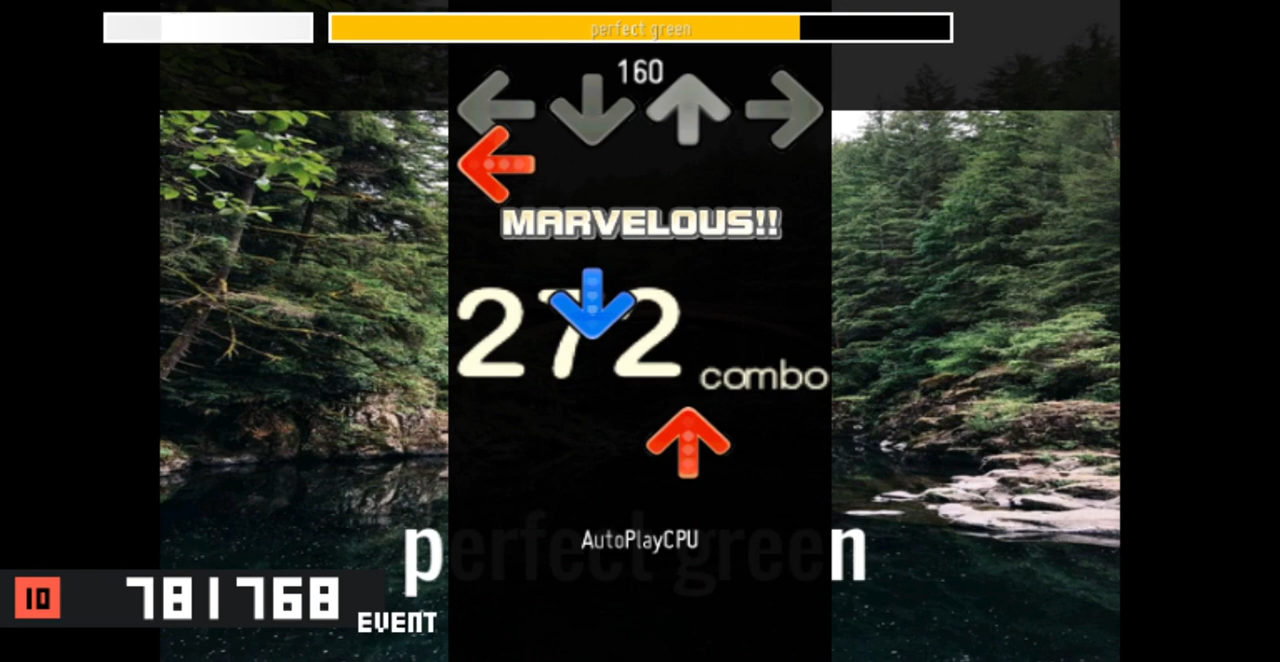 perfect green
160
MARVELOUS!!
272
combo
AutoPlayCPU
perfect green
10
781768
EVENT